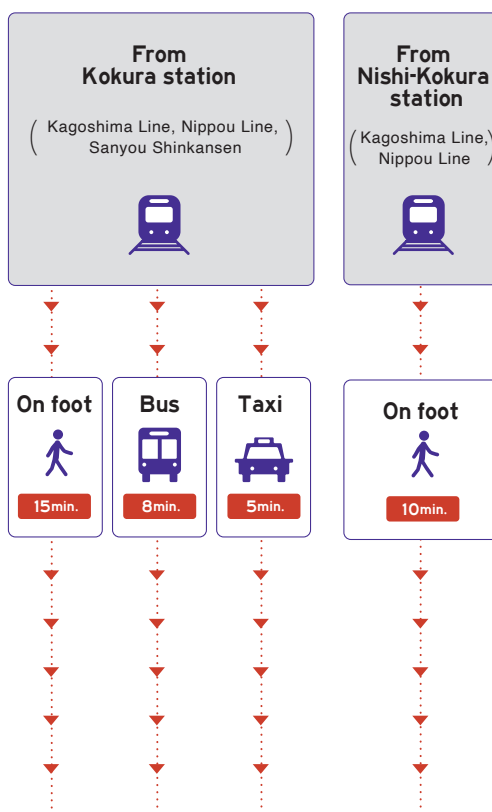 From
Kokura station
( Kagoshima Line, Nippou Line,
Sanyou Shinkansen )
From
Nishi-Kokura
station
( Kagoshima Line,
Nippou Line )
On foot
15min.
Bus
8min.
Taxi
5min.
On foot
10min.